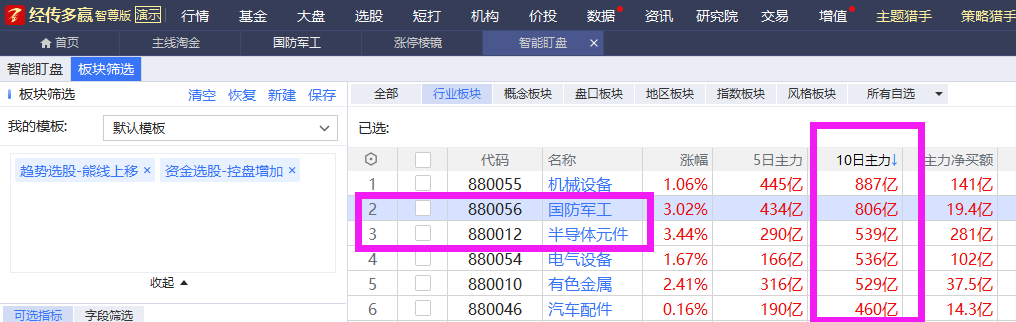 经传多赢 智尊版 演示 行情 基金 大盘 选股 短打 机构 价投 数据 资讯 研究院 交易 增值 主题猎手 策略猎手
首页 主线淘金 国防军工 涨停棱镜 智能盯盘 ×
智能盯盘 板块筛选
板块筛选 清空 恢复 新建 保存
全部 行业板块 概念板块 盘口板块 地区板块 指数板块 风格板块 所有自选
我的模板: 默认模板
已选:
趋势选股-熊线上移 × 资金选股-控盘增加 ×
收起
可选指标 字段筛选
代码 名称 涨幅 5日主力 10日主力↓ 主力净买额
1 880055 机械设备 1.06% 445亿 887亿 141亿
2 880056 国防军工 3.02% 434亿 806亿 19.4亿
3 880012 半导体元件 3.44% 290亿 539亿 281亿
4 880054 电气设备 1.67% 166亿 536亿 102亿
5 880010 有色金属 2.41% 316亿 529亿 37.5亿
6 880046 汽车配件 0.16% 190亿 460亿 14.3亿